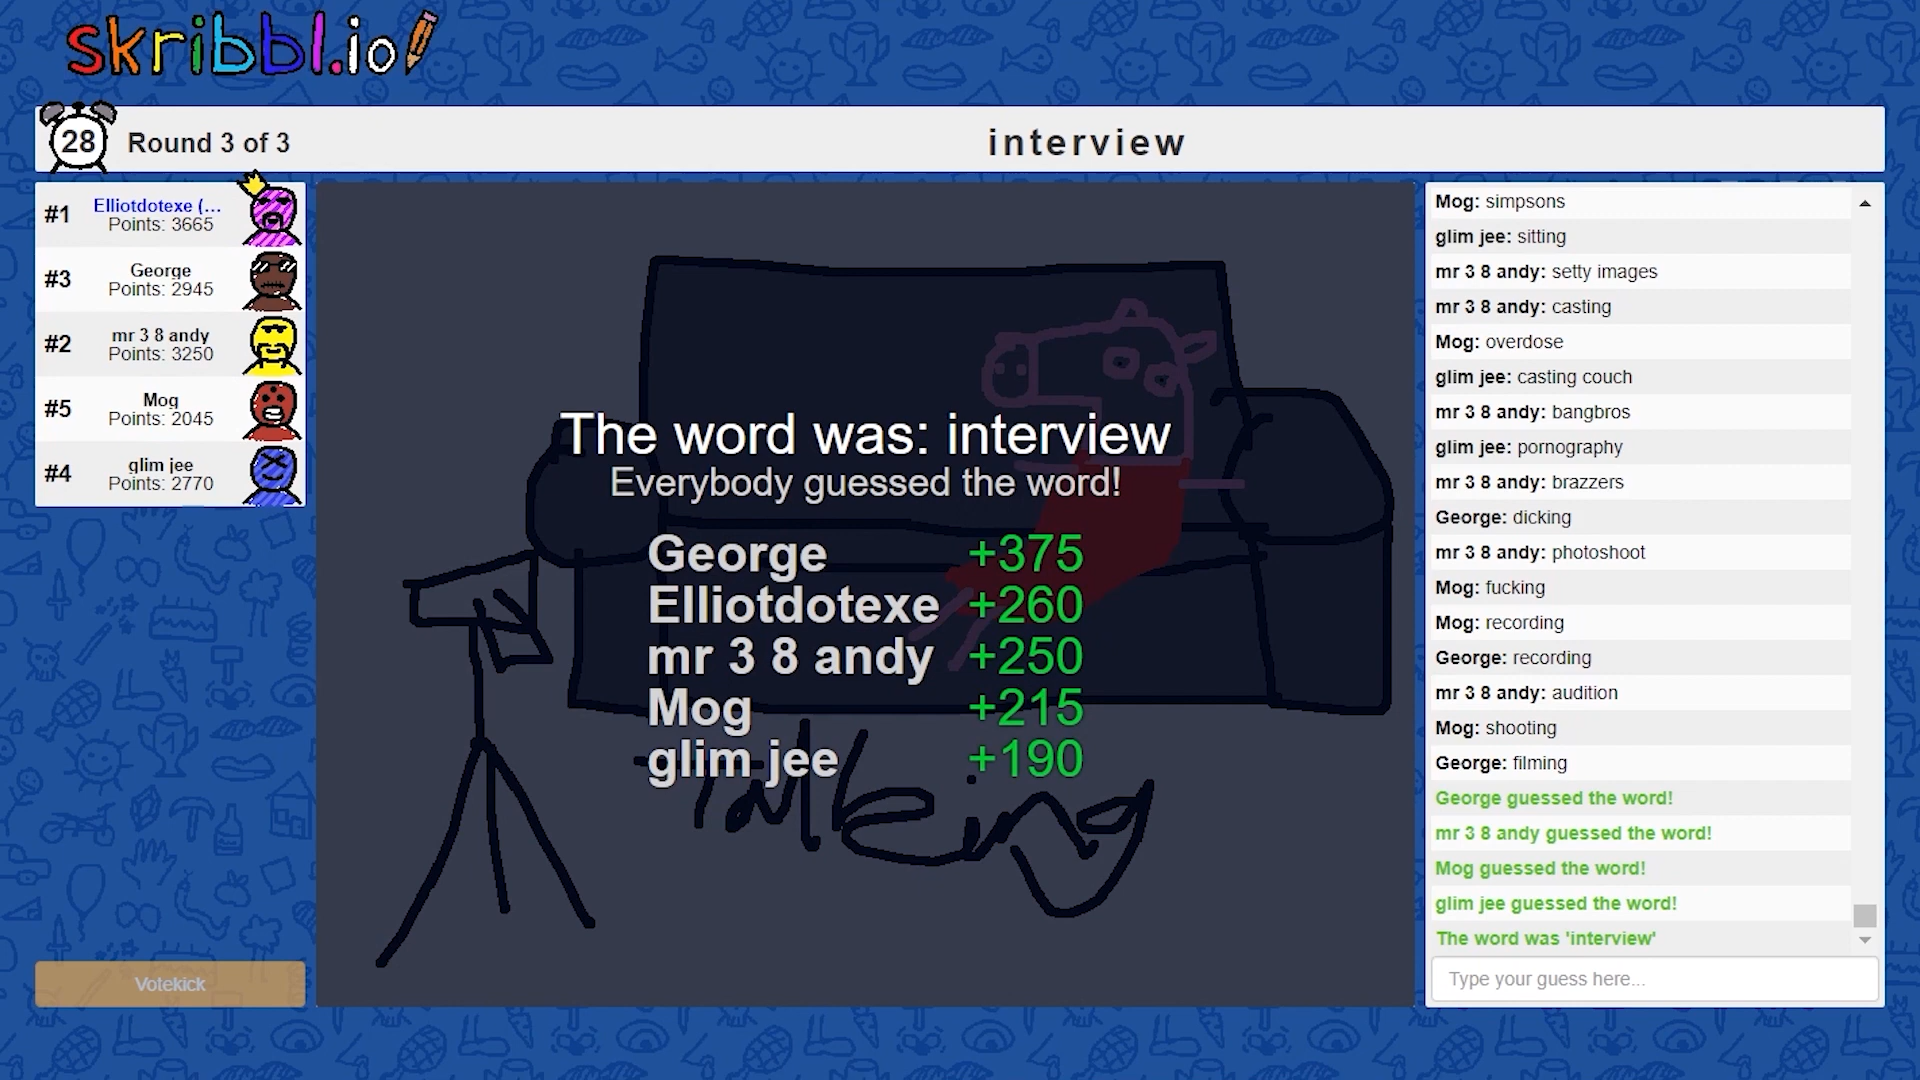 skribbl.io
28
Round 3 of 3
interview
#1
Elliotdotexe (...
Points: 3665
#3
George
Points: 2945
#2
mr 3 8 andy
Points: 3250
#5
Mog
Points: 2045
#4
glim jee
Points: 2770
Votekick
The word was: interview
Everybody guessed the word!
George +375
Elliotdotexe +260
mr 3 8 andy +250
Mog +215
glim jee +190
Talking
Mog: simpsons
glim jee: sitting
mr 3 8 andy: setty images
mr 3 8 andy: casting
Mog: overdose
glim jee: casting couch
mr 3 8 andy: bangbros
glim jee: pornography
mr 3 8 andy: brazzers
George: dicking
mr 3 8 andy: photoshoot
Mog: fucking
Mog: recording
George: recording
mr 3 8 andy: audition
Mog: shooting
George: filming
George guessed the word!
mr 3 8 andy guessed the word!
Mog guessed the word!
glim jee guessed the word!
The word was 'interview'
Type your guess here...